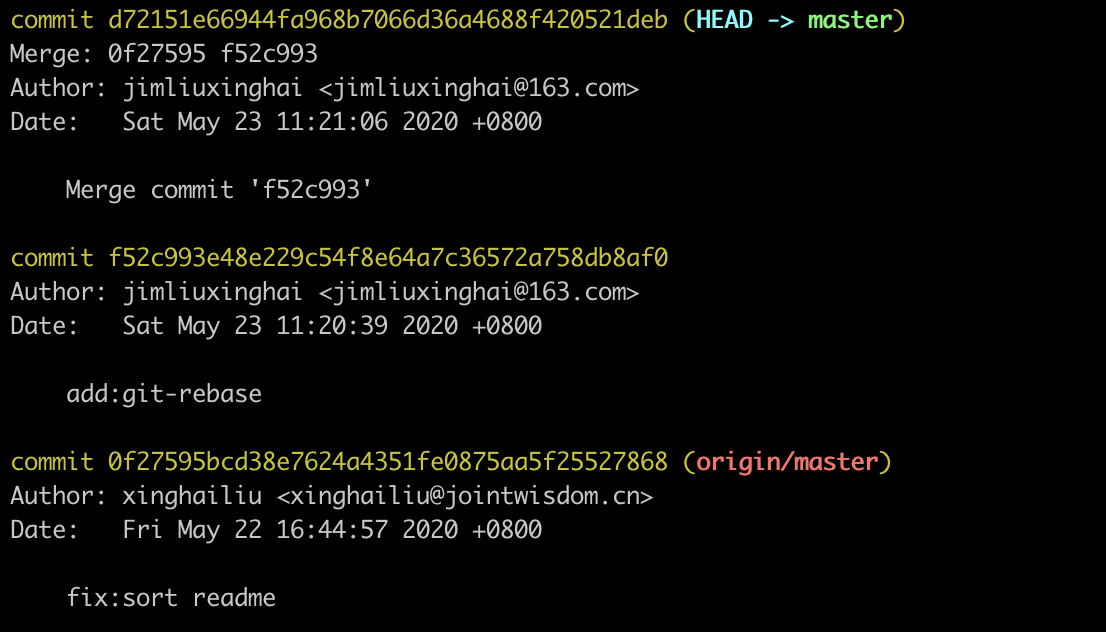 commit d72151e66944fa968b7066d36a4688f420521deb (HEAD -> master)
Merge: 0f27595 f52c993
Author: jimliuxinghai <jimliuxinghai@163.com>
Date:   Sat May 23 11:21:06 2020 +0800
    Merge commit 'f52c993'
commit f52c993e48e229c54f8e64a7c36572a758db8af0
Author: jimliuxinghai <jimliuxinghai@163.com>
Date:   Sat May 23 11:20:39 2020 +0800
    add:git-rebase
commit 0f27595bcd38e7624a4351fe0875aa5f25527868 (origin/master)
Author: xinghailiu <xinghailiu@jointwisdom.cn>
Date:   Fri May 22 16:44:57 2020 +0800
    fix:sort readme